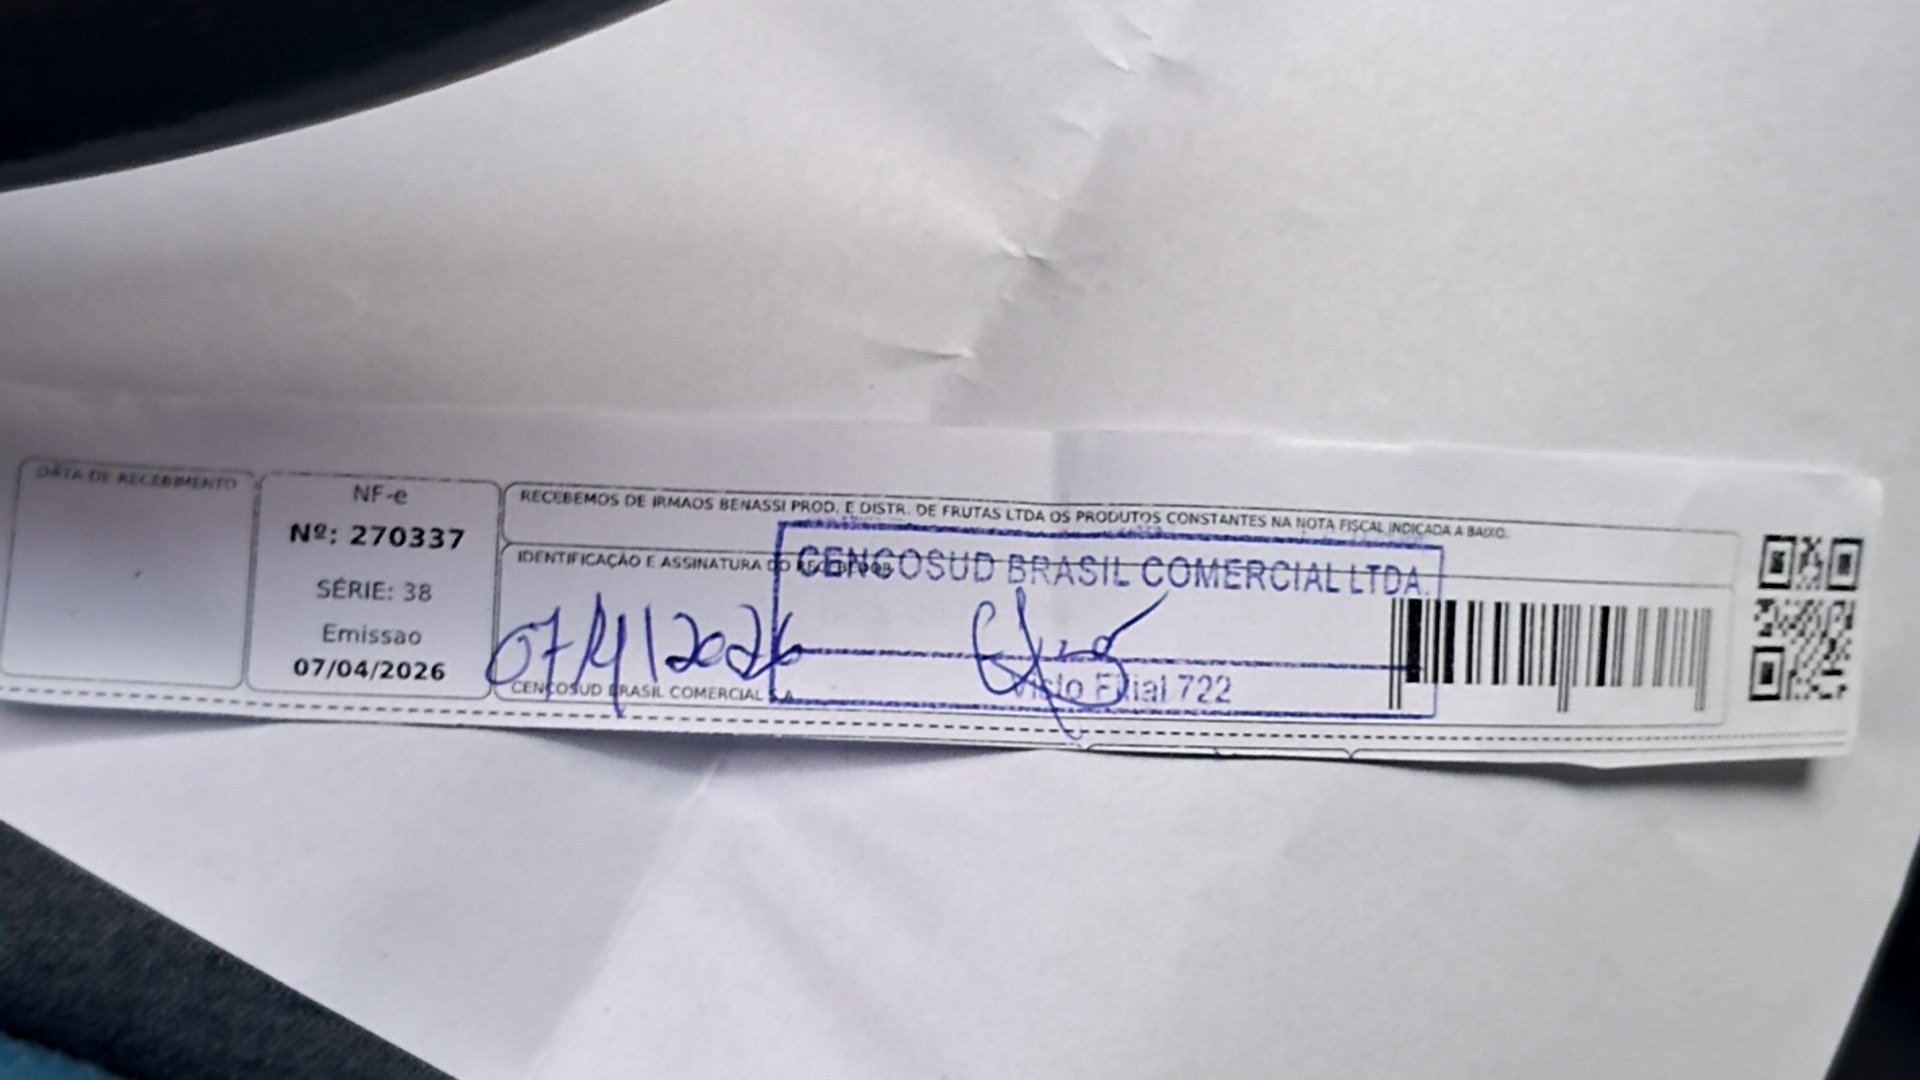 DATA DE RECEBIMENTO
NF-e
Nº: 270337
SÉRIE: 38
Emissao
07/04/2026
RECEBEMOS DE IRMAOS BENASSI PROD. E DISTR. DE FRUTAS LTDA OS PRODUTOS CONSTANTES NA NOTA FISCAL INDICADA A BAIXO.
IDENTIFICAÇÃO E ASSINATURA DO RECEBEDOR
CENCOSUD BRASIL COMERCIAL LTDA.
07/4/2026
Visto Filial 722
CENCOSUD BRASIL COMERCIAL S.A.